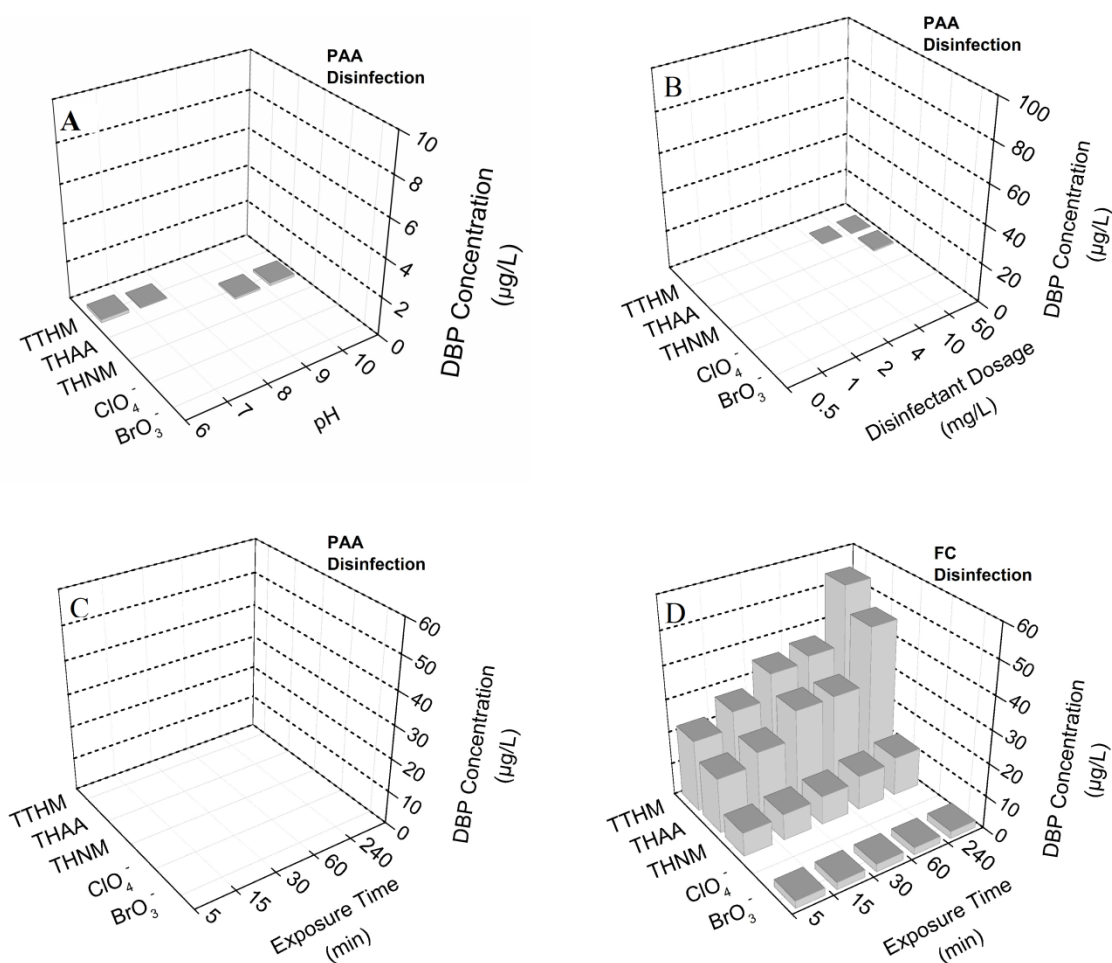 A
PAA
Disinfection
10
8
6
4
2
0
DBP Concentration
(µg/L)
TTHM
THAA
THNM
ClO4-
BrO3-
6
7
8
9
10
pH
B
PAA
Disinfection
100
80
60
40
20
0
DBP Concentration
(µg/L)
TTHM
THAA
THNM
ClO4-
BrO3-
0.5
1
2
4
10
50
Disinfectant Dosage
(mg/L)
C
PAA
Disinfection
60
50
40
30
20
10
0
DBP Concentration
(µg/L)
TTHM
THAA
THNM
ClO4-
BrO3-
5
15
30
60
240
Exposure Time
(min)
D
FC
Disinfection
60
50
40
30
20
10
0
DBP Concentration
(µg/L)
TTHM
THAA
THNM
ClO4-
BrO3-
5
15
30
60
240
Exposure Time
(min)